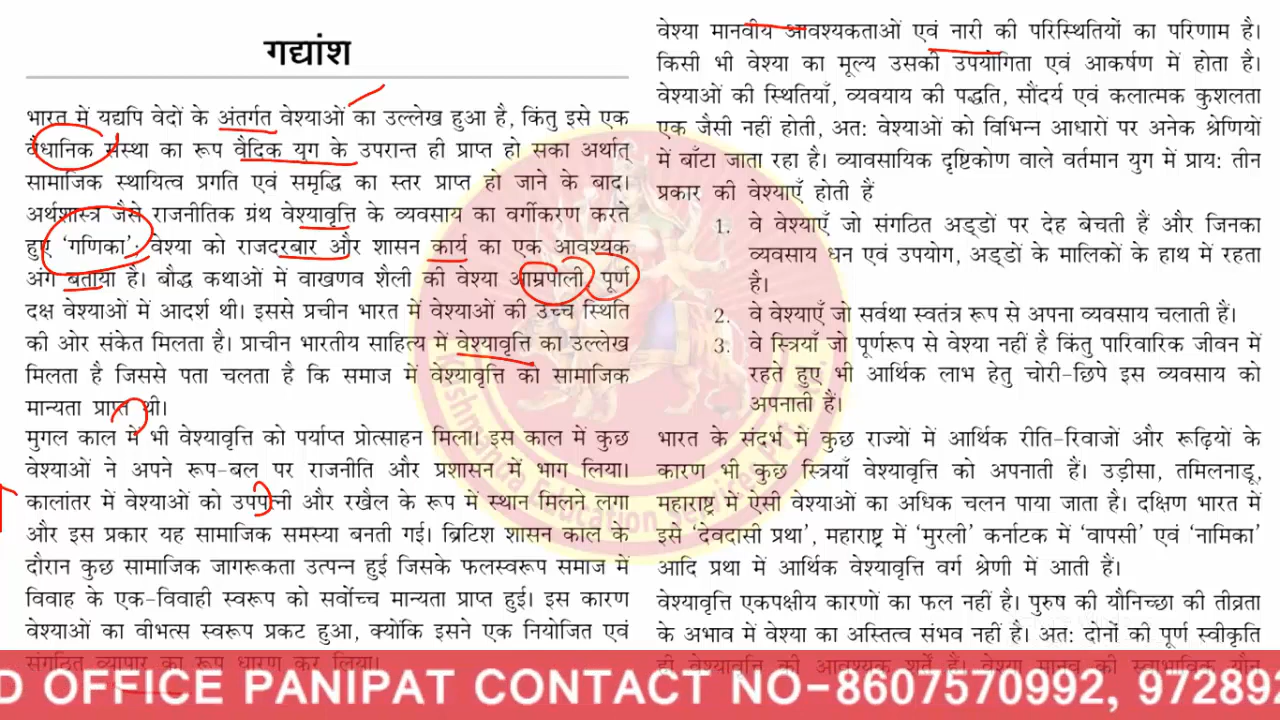 गद्यांश
भारत में यद्यपि वेदों के अंतर्गत वेश्याओं का उल्लेख हुआ है, किंतु इसे एक
वैधानिक संस्था का रूप वैदिक युग के उपरान्त ही प्राप्त हो सका अर्थात्
सामाजिक स्थायित्व प्रगति एवं समृद्धि का स्तर प्राप्त हो जाने के बाद।
अर्थशास्त्र जैसे राजनीतिक ग्रंथ वेश्यावृत्ति के व्यवसाय का वर्गीकरण करते
हुए ‘गणिका’; वेश्या को राजदरबार और शासन कार्य का एक आवश्यक
अंग बताया है। बौद्ध कथाओं में वाखणव शैली की वेश्या आम्रपाली पूर्ण
दक्ष वेश्याओं में आदर्श थी। इससे प्रचीन भारत में वेश्याओं की उच्च स्थिति
की ओर संकेत मिलता है। प्राचीन भारतीय साहित्य में वेश्यावृत्ति का उल्लेख
मिलता है जिससे पता चलता है कि समाज में वेश्यावृत्ति को सामाजिक
मान्यता प्राप्त थी।
मुगल काल में भी वेश्यावृत्ति को पर्याप्त प्रोत्साहन मिला। इस काल में कुछ
वेश्याओं ने अपने रूप-बल पर राजनीति और प्रशासन में भाग लिया।
कालांतर में वेश्याओं को उपपत्नी और रखैल के रूप में स्थान मिलने लगा
और इस प्रकार यह सामाजिक समस्या बनती गई। ब्रिटिश शासन काल के
दौरान कुछ सामाजिक जागरूकता उत्पन्न हुई जिसके फलस्वरूप समाज में
विवाह के एक-विवाही स्वरूप को सर्वोच्च मान्यता प्राप्त हुई। इस कारण
वेश्याओं का वीभत्स स्वरूप प्रकट हुआ, क्योंकि इसने एक नियोजित एवं
संगठित व्यापार का रूप धारण कर लिया।
वेश्या मानवीय आवश्यकताओं एवं नारी की परिस्थितियों का परिणाम है।
किसी भी वेश्या का मूल्य उसकी उपयोगिता एवं आकर्षण में होता है।
वेश्याओं की स्थितियाँ, व्यवयाय की पद्धति, सौंदर्य एवं कलात्मक कुशलता
एक जैसी नहीं होती, अत: वेश्याओं को विभिन्न आधारों पर अनेक श्रेणियों
में बाँटा जाता रहा है। व्यावसायिक दृष्टिकोण वाले वर्तमान युग में प्राय: तीन
प्रकार की वेश्याएँ होती हैं
1. वे वेश्याएँ जो संगठित अड्डों पर देह बेचती हैं और जिनका
व्यवसाय धन एवं उपयोग, अड्डों के मालिकों के हाथ में रहता
है।
2. वे वेश्याएँ जो सर्वथा स्वतंत्र रूप से अपना व्यवसाय चलाती हैं।
3. वे स्त्रियाँ जो पूर्णरूप से वेश्या नहीं है किंतु पारिवारिक जीवन में
रहते हुए भी आर्थिक लाभ हेतु चोरी-छिपे इस व्यवसाय को
अपनाती हैं।
भारत के संदर्भ में कुछ राज्यों में आर्थिक रीति-रिवाजों और रूढ़ियों के
कारण भी कुछ स्त्रियाँ वेश्यावृत्ति को अपनाती हैं। उड़ीसा, तमिलनाडू,
महाराष्ट्र में ऐसी वेश्याओं का अधिक चलन पाया जाता है। दक्षिण भारत में
इसे ‘देवदासी प्रथा’, महाराष्ट्र में ‘मुरली’ कर्नाटक में ‘वापसी’ एवं ‘नामिका’
आदि प्रथा में आर्थिक वेश्यावृत्ति वर्ग श्रेणी में आती हैं।
वेश्यावृत्ति एकपक्षीय कारणों का फल नहीं है। पुरुष की यौनिच्छा की तीव्रता
के अभाव में वेश्या का अस्तित्व संभव नहीं है। अत: दोनों की पूर्ण स्वीकृति
ही वेश्यावृत्ति की आवश्यक शर्तें हैं। वेश्या मानव की स्वाभाविक यौन
D OFFICE PANIPAT CONTACT NO-8607570992, 972892